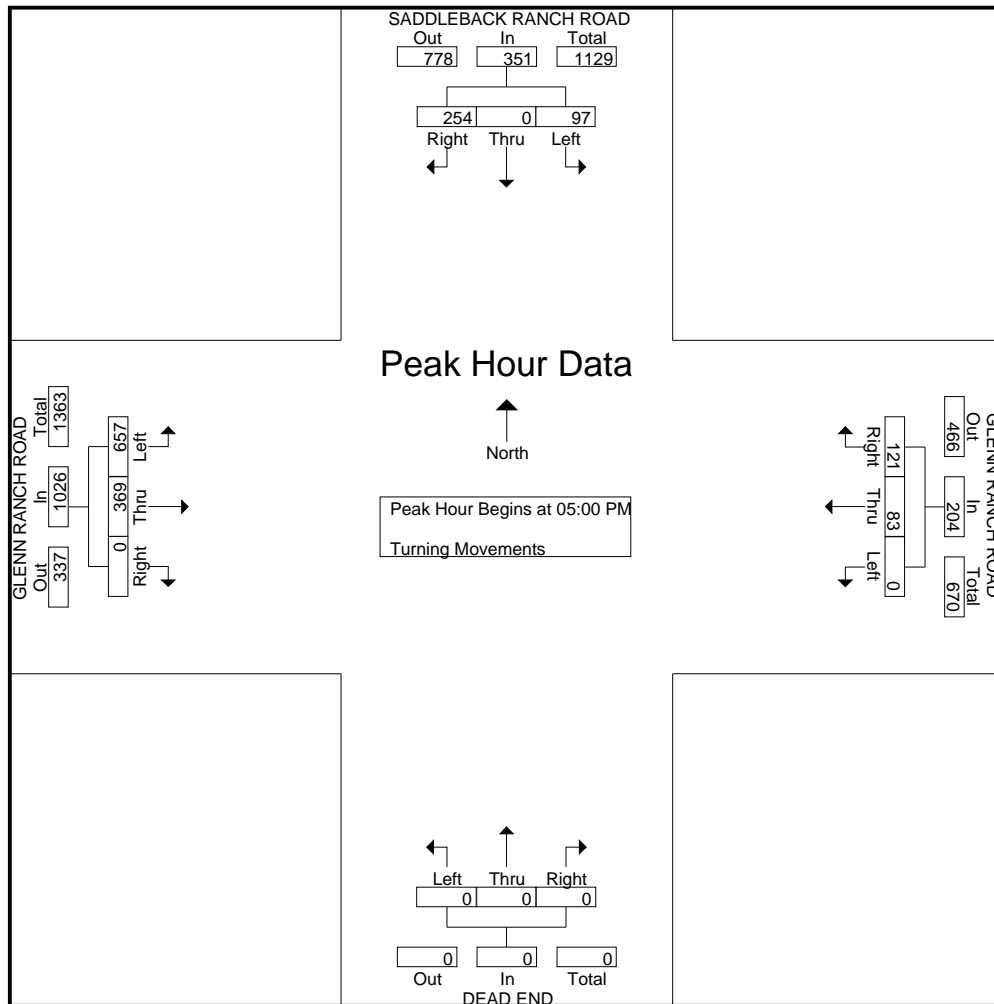 SADDLEBACK RANCH ROAD
Out In Total
778 351 1129
254 0 97
Right Thru Left
Peak Hour Data
North
Peak Hour Begins at 05:00 PM
Turning Movements
GLENN RANCH ROAD
Out In Total
337 1026 1363
0 369 657
Right Thru Left
GLENN RANCH ROAD
Out In Total
466 204 670
121 83 0
Right Thru Left
Left Thru Right
0 0 0
0 0 0
Out In Total
DEAD END